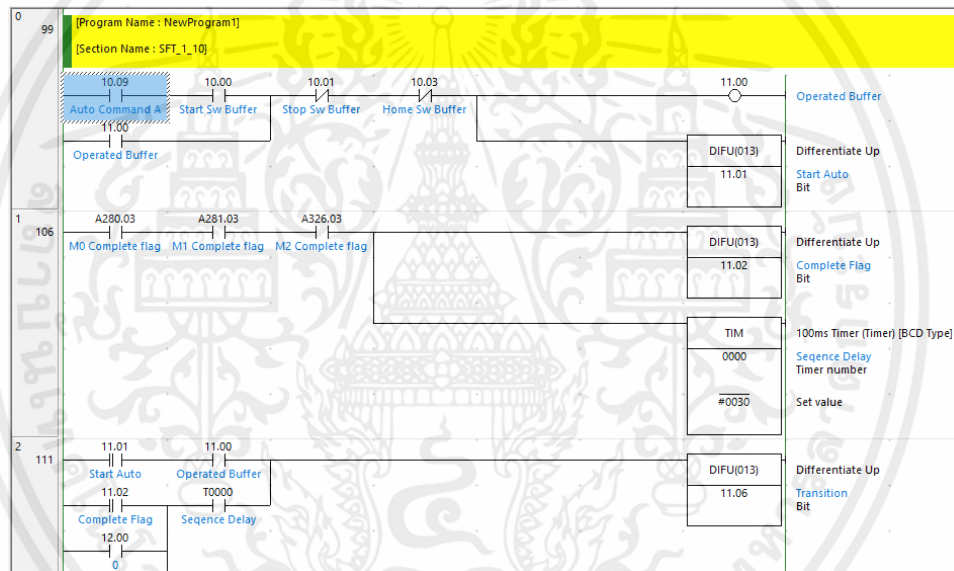 0
99
[Program Name : NewProgram1]
[Section Name : SFT_1_10]
10.09 10.00 10.01 10.03 11.00
Auto Command A Start Sw Buffer Stop Sw Buffer Home Sw Buffer Operated Buffer
11.00
Operated Buffer
DIFU(013) Differentiate Up
11.01 Start Auto
Bit
1
106
A280.03 A281.03 A326.03
M0 Complete flag M1 Complete flag M2 Complete flag
DIFU(013) Differentiate Up
11.02 Complete Flag
Bit
TIM 100ms Timer (Timer) [BCD Type]
0000 Seqence Delay
Timer number
#0030 Set value
2
111
11.01 11.00
Start Auto Operated Buffer
DIFU(013) Differentiate Up
11.02 T0000
Complete Flag Seqence Delay
11.06 Transition
Bit
12.00
0